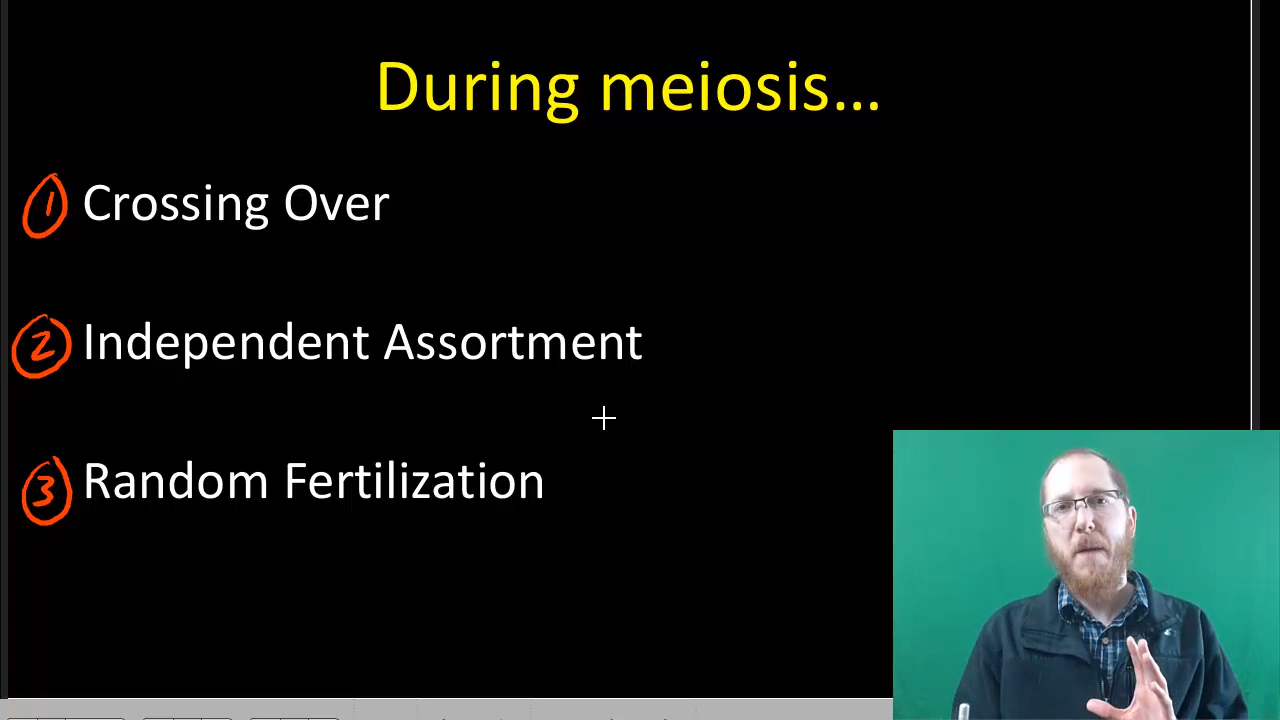 During meiosis...
1 Crossing Over
2 Independent Assortment
3 Random Fertilization